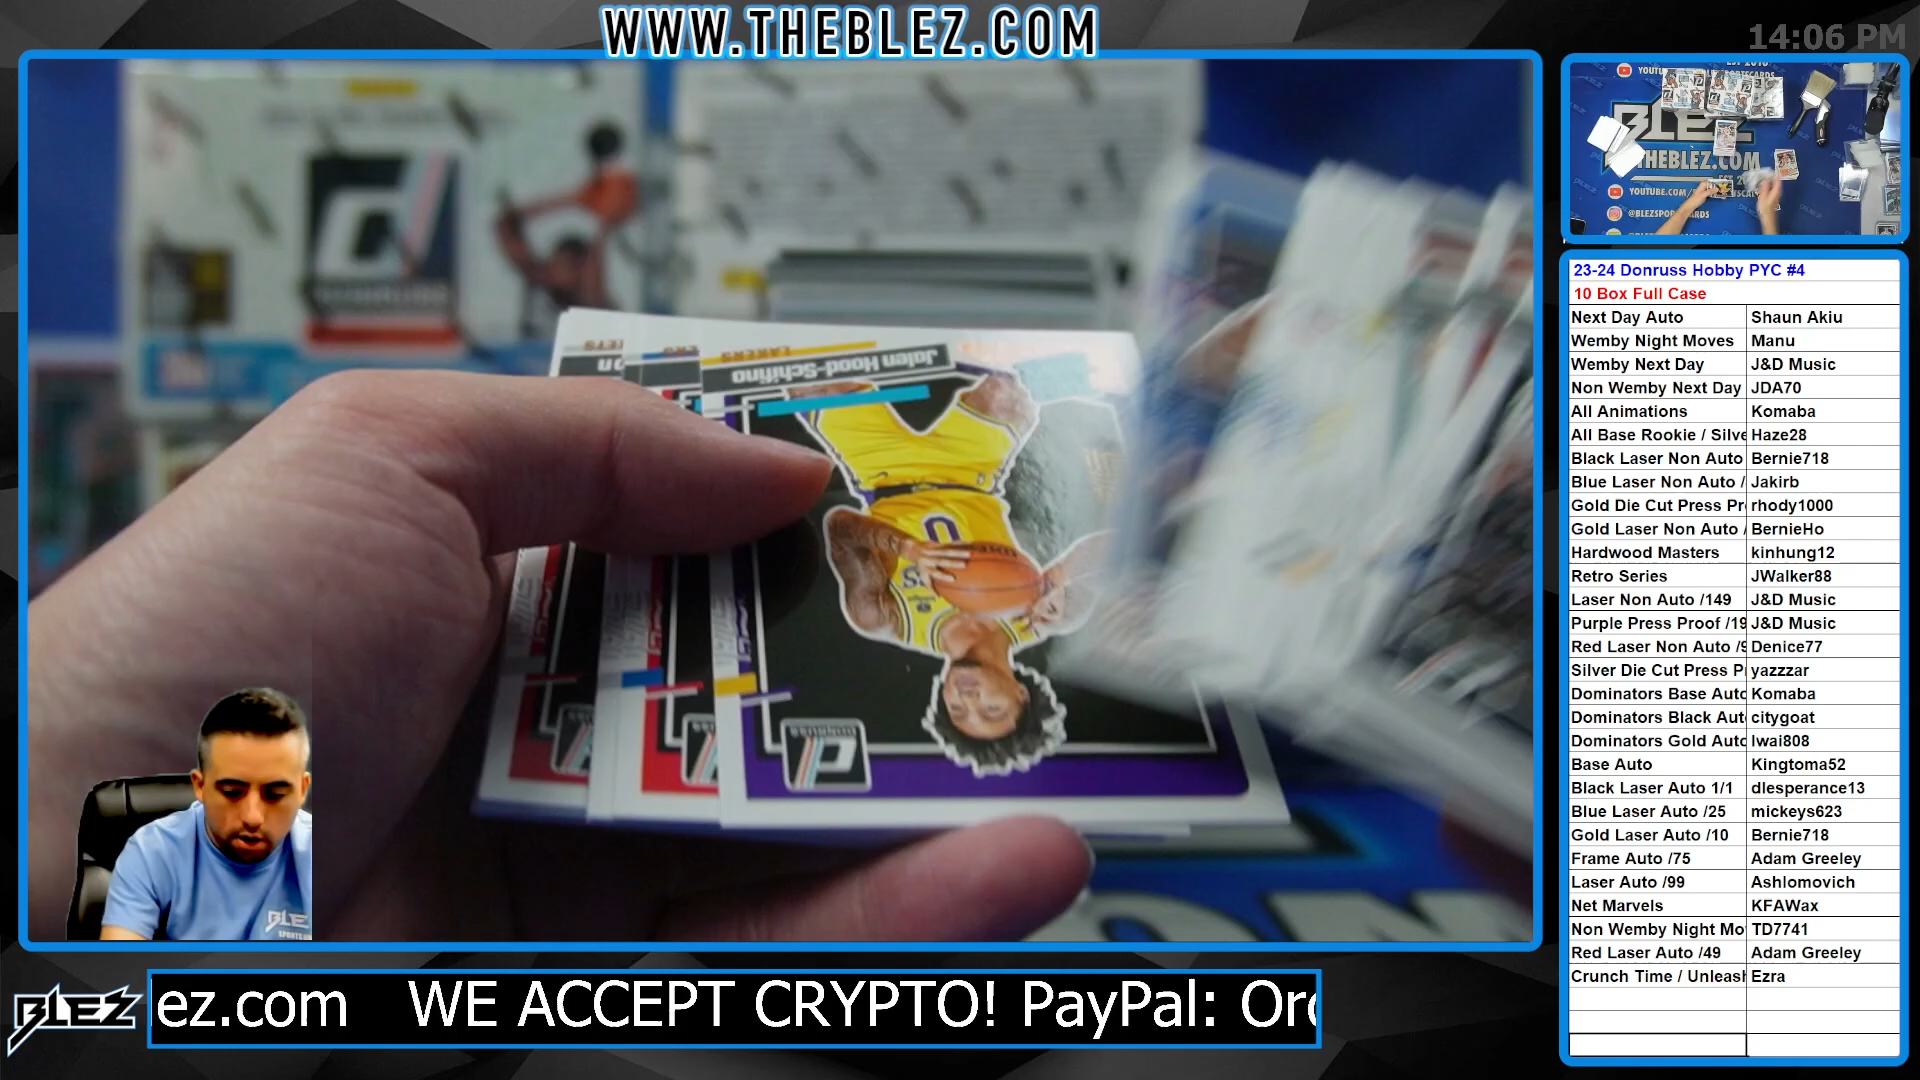 WWW.THEBLEZ.COM
14:06 PM
LAKERS
Jalen Hood-Schifino
0
BLEZ
THEBLEZ.COM
@BLEZSPORTSCARDS
23-24 Donruss Hobby PYC #4
10 Box Full Case
Next Day Auto Shaun Akiu
Wemby Night Moves Manu
Wemby Next Day J&D Music
Non Wemby Next Day JDA70
All Animations Komaba
All Base Rookie / Silve Haze28
Black Laser Non Auto Bernie718
Blue Laser Non Auto / Jakirb
Gold Die Cut Press Pr rhody1000
Gold Laser Non Auto / BernieHo
Hardwood Masters kinhung12
Retro Series JWalker88
Laser Non Auto /149 J&D Music
Purple Press Proof /19 J&D Music
Red Laser Non Auto /9 Denice77
Silver Die Cut Press P yazzzar
Dominators Base Auto Komaba
Dominators Black Aut citygoat
Dominators Gold Auto lwai808
Base Auto Kingtoma52
Black Laser Auto 1/1 dlesperance13
Blue Laser Auto /25 mickeys623
Gold Laser Auto /10 Bernie718
Frame Auto /75 Adam Greeley
Laser Auto /99 Ashlomovich
Net Marvels KFAWax
Non Wemby Night Mo TD7741
Red Laser Auto /49 Adam Greeley
Crunch Time / Unleash Ezra
BLEZ
BLEZ
ez.com WE ACCEPT CRYPTO! PayPal: Ord